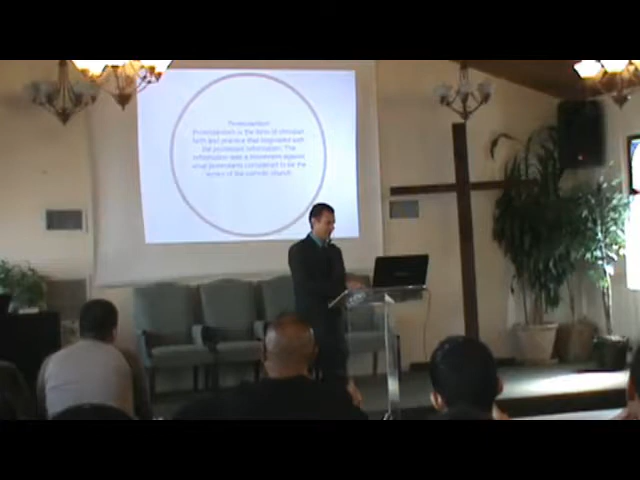 Protestantism
Protestantism is the form of christian
faith and practice that originated with
the protestant reformation. The
reformation was a movement against
what protestants considered to be the
errors of the catholic church.